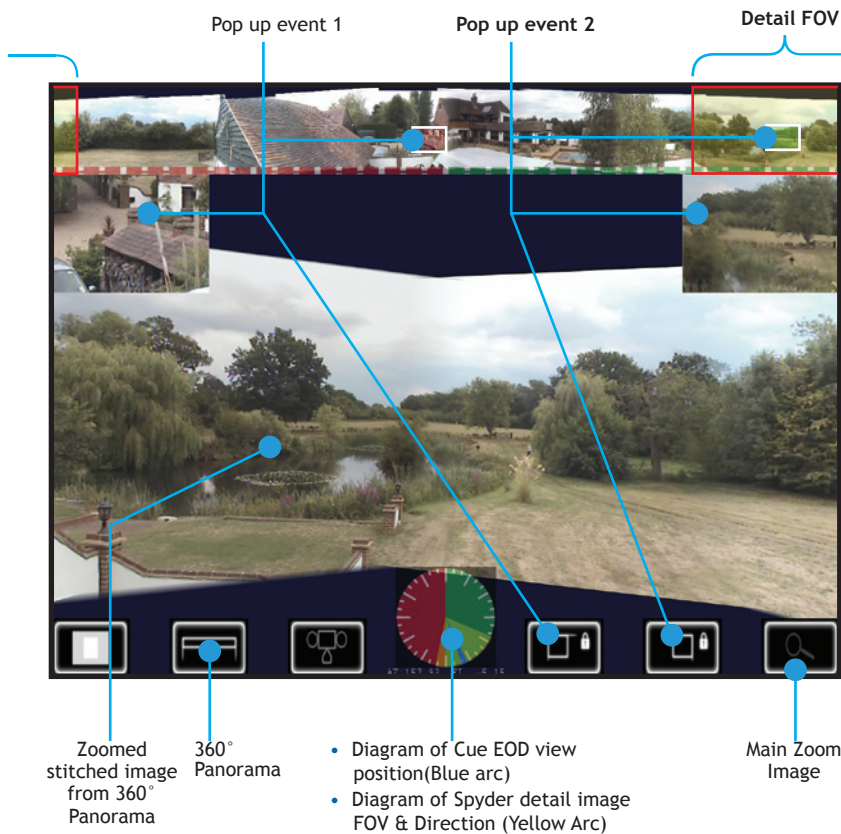 Pop up event 1
Pop up event 2
Detail FOV
Zoomed
stitched image
from 360°
Panorama
360°
Panorama
• Diagram of Cue EOD view
position(Blue arc)
• Diagram of Spyder detail image
FOV & Direction (Yellow Arc)
Main Zoom
Image